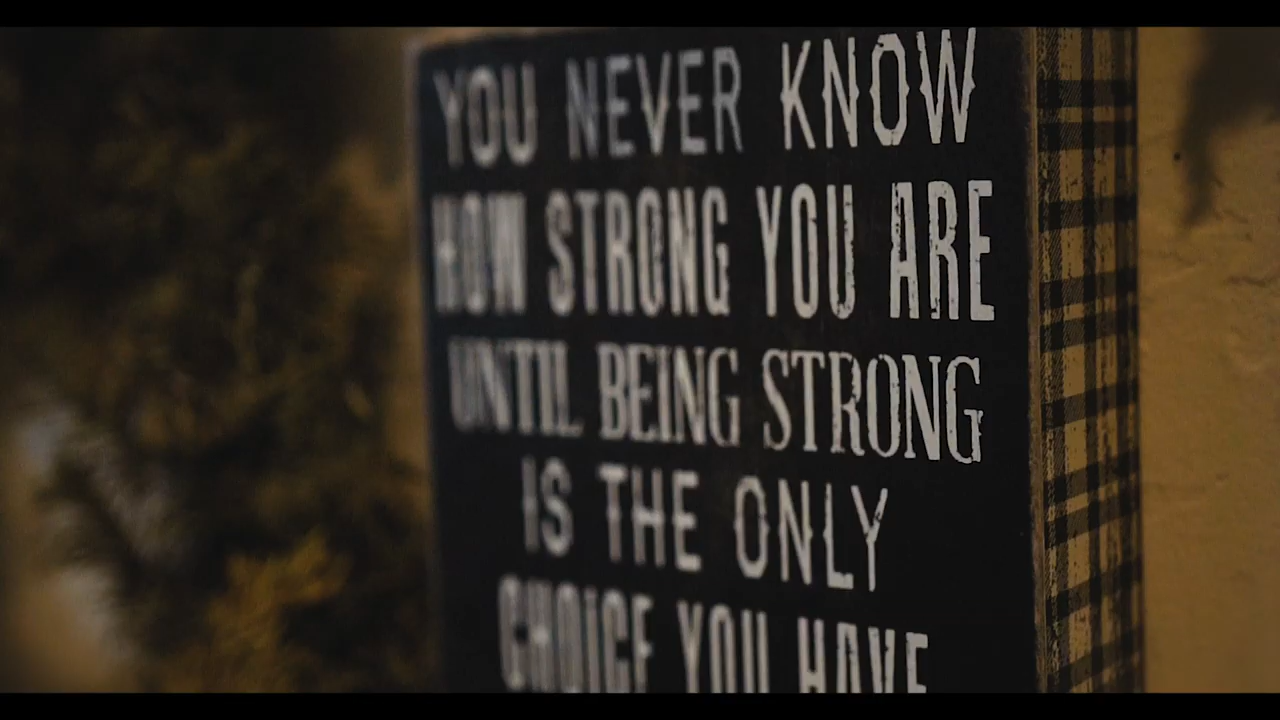 YOU NEVER KNOW
HOW STRONG YOU ARE
UNTIL BEING STRONG
IS THE ONLY
CHOICE YOU HAVE